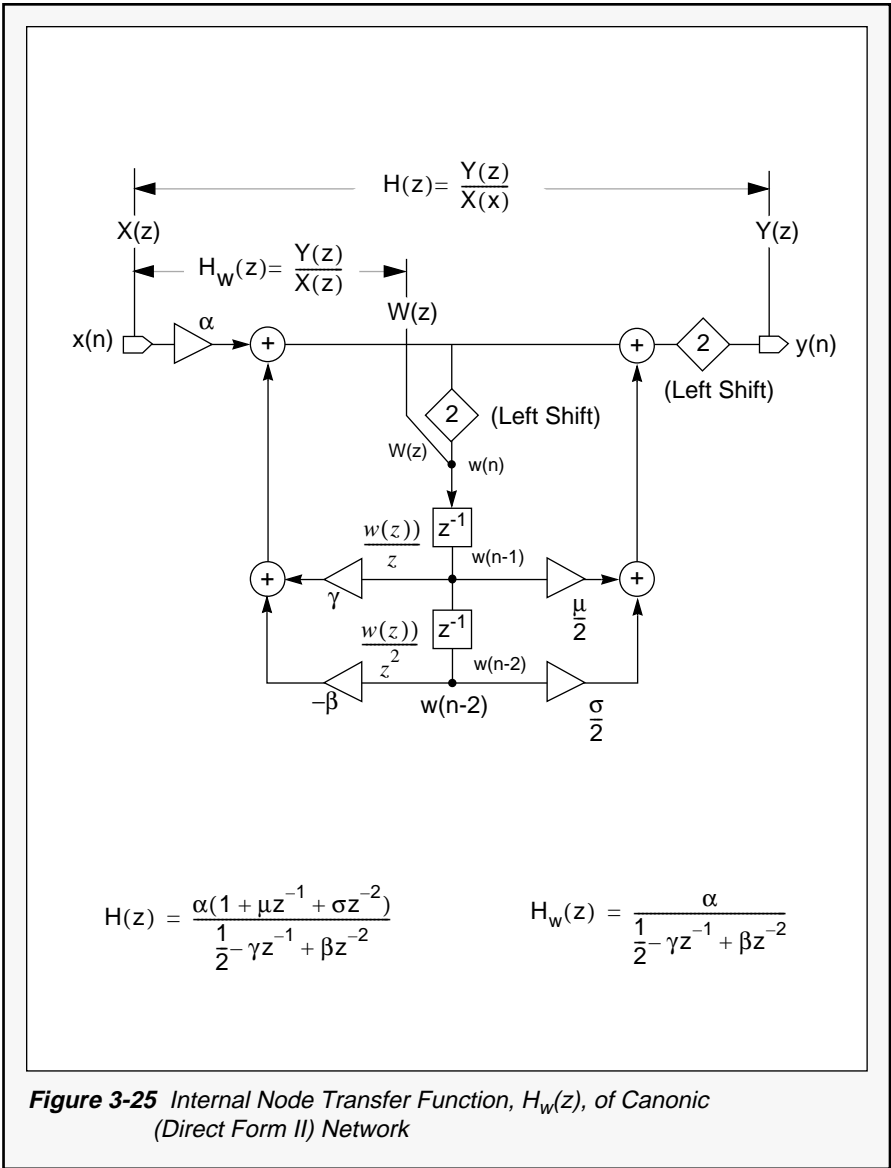 H(z)= Y(z)/X(x)
X(z)
Y(z)
H_w(z)= Y(z)/X(z)
W(z)
x(n)
α
+
+
2
y(n)
(Left Shift)
2
(Left Shift)
W(z)
w(n)
z^-1
w(z))/z
w(n-1)
+
γ
μ/2
+
z^-1
w(z))/z^2
w(n-2)
−β
w(n-2)
σ/2
H(z) = α(1 + μz^-1 + σz^-2) / (1/2 − γz^-1 + βz^-2)
H_w(z) = α / (1/2 − γz^-1 + βz^-2)
Figure 3-25 Internal Node Transfer Function, H_w(z), of Canonic
(Direct Form II) Network